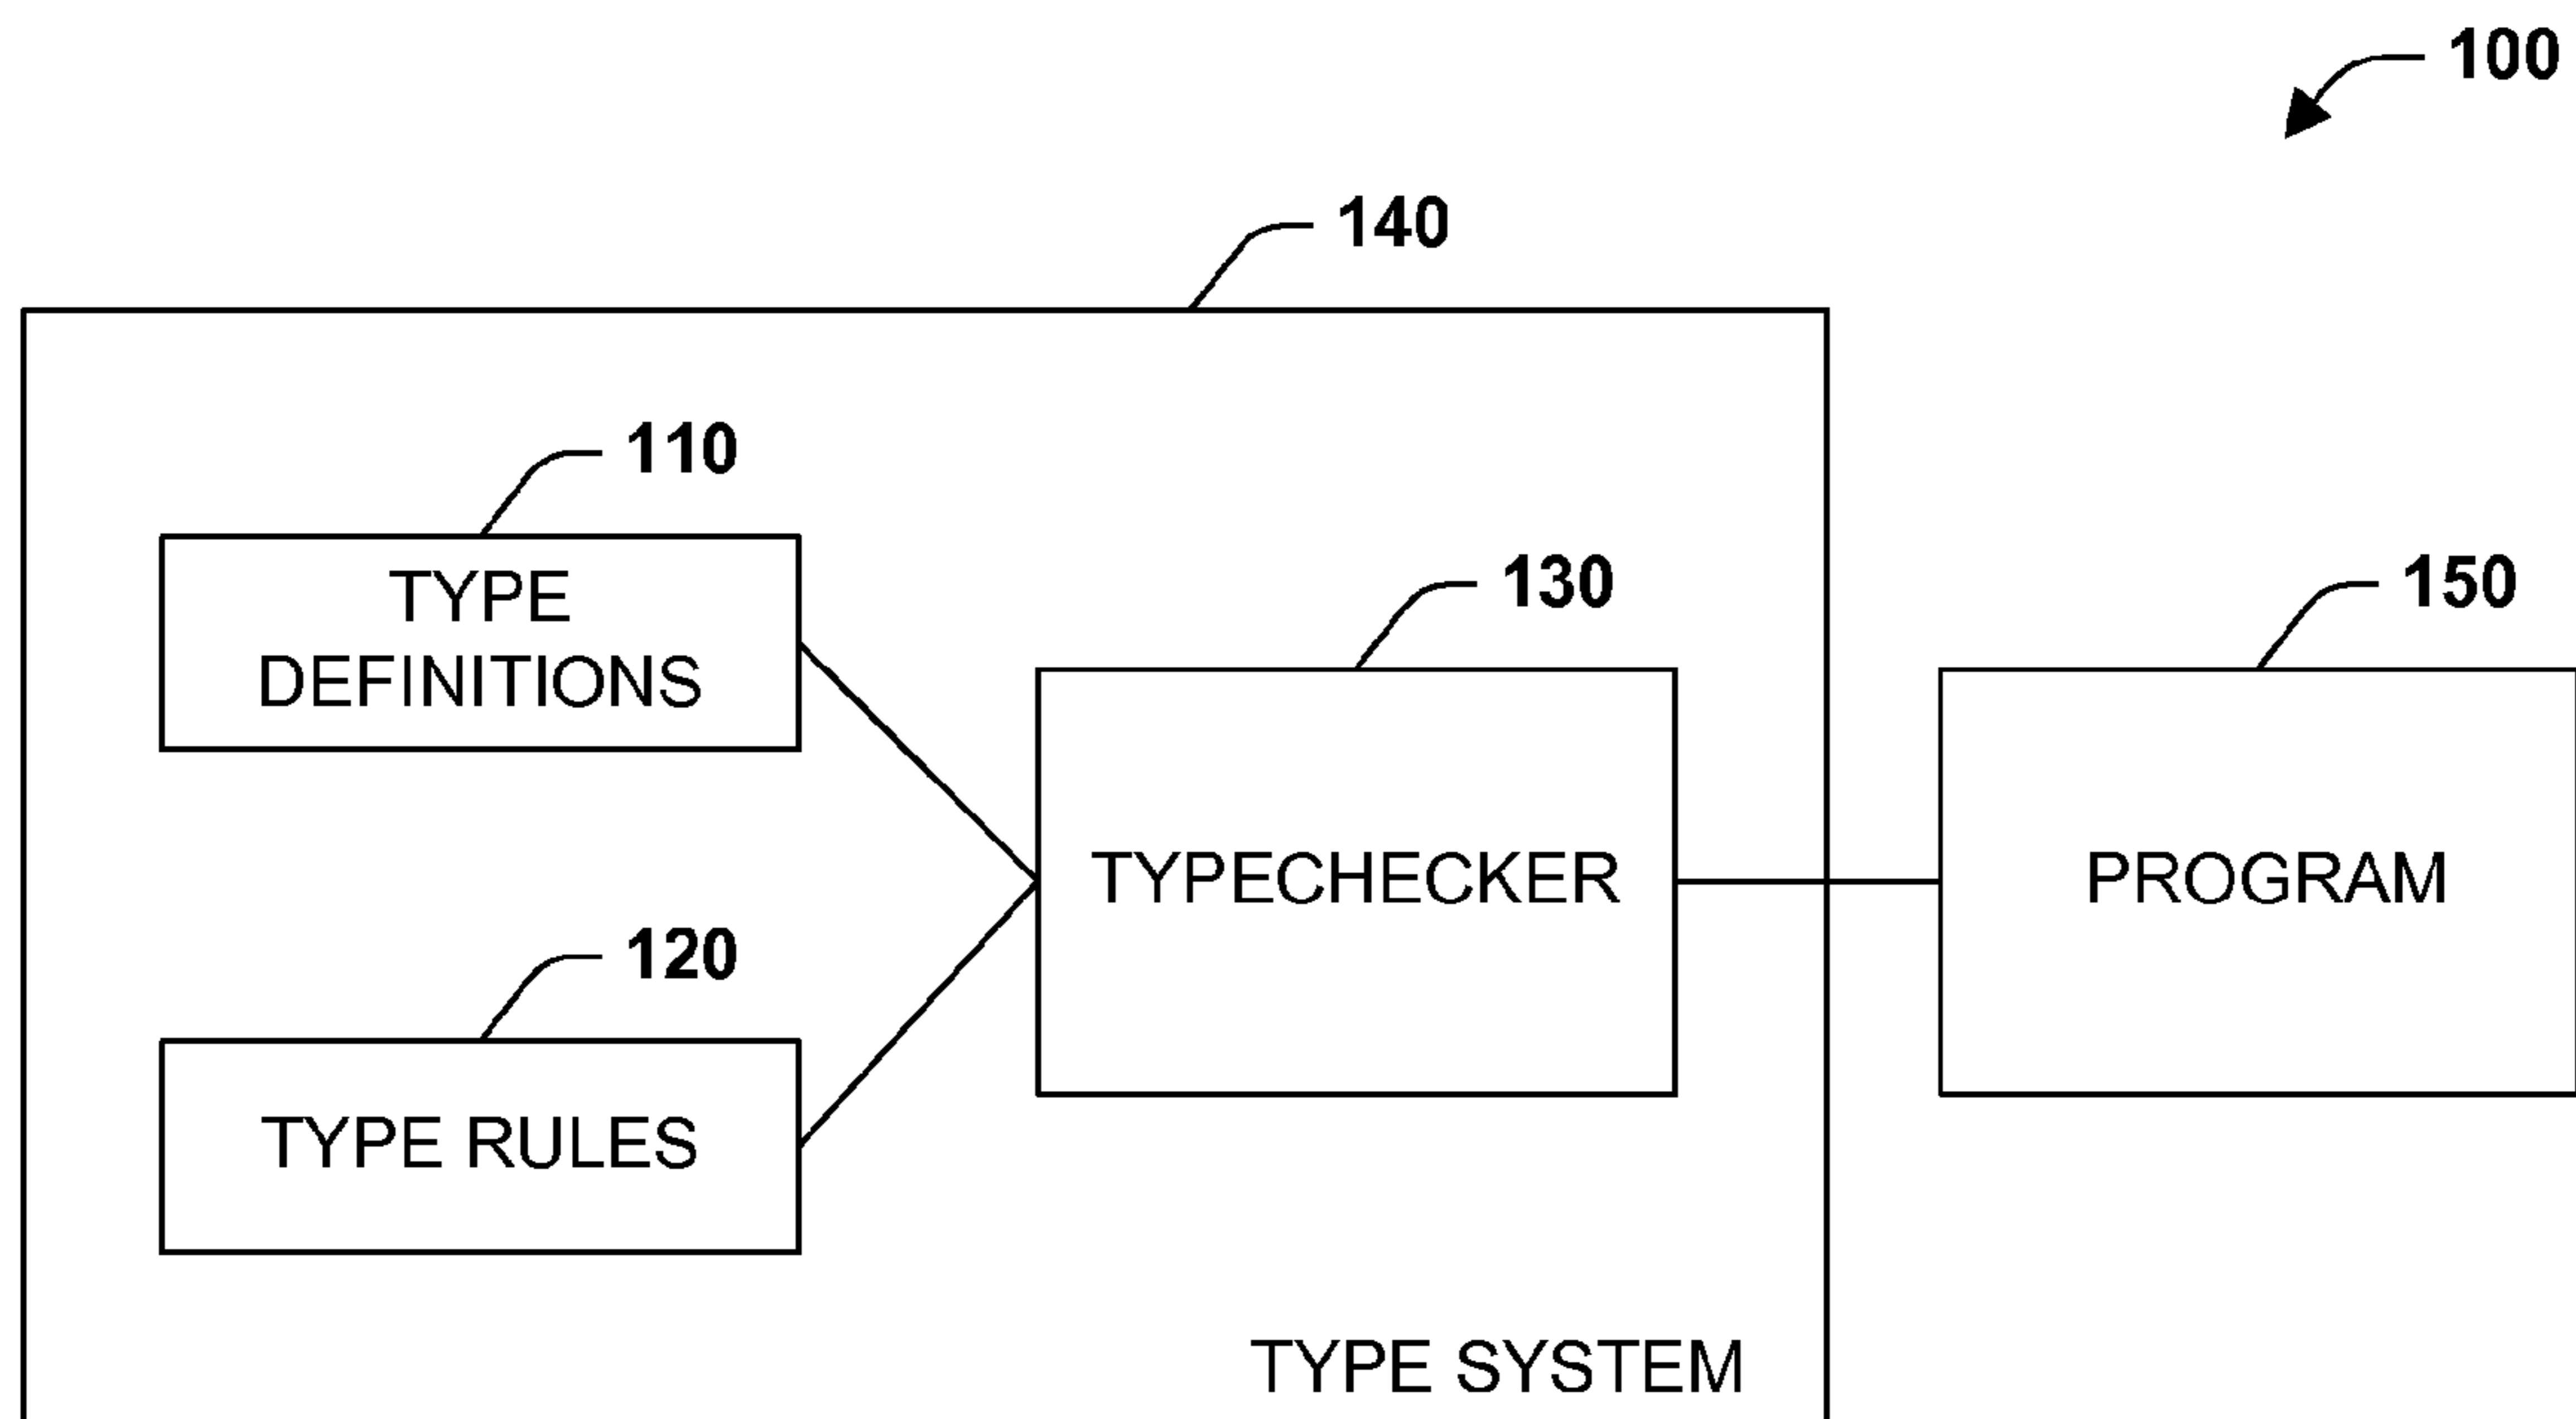 100
140
110
TYPE
DEFINITIONS
130
150
TYPECHECKER
PROGRAM
120
TYPE RULES
TYPE SYSTEM